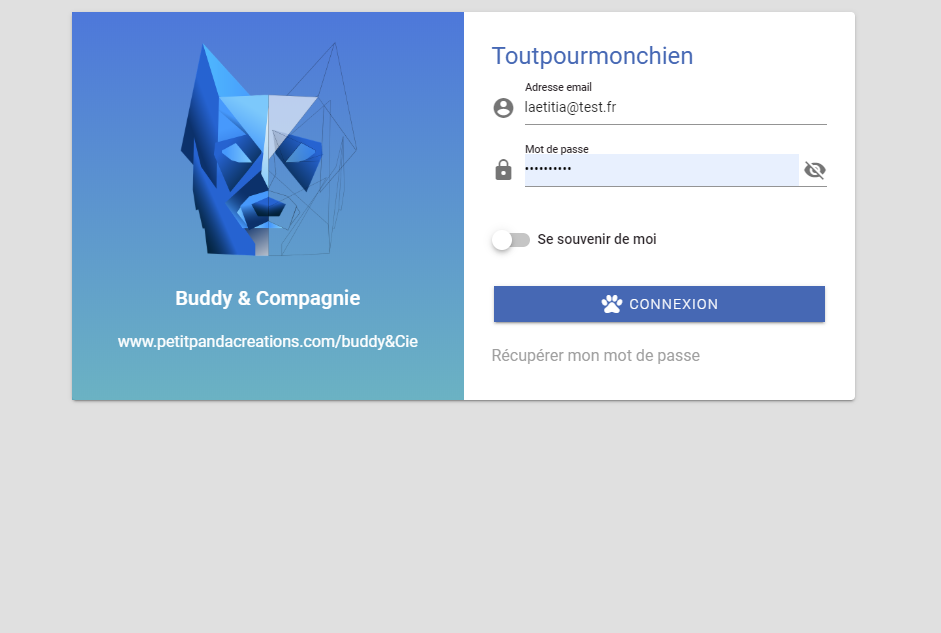 Buddy & Compagnie
www.petitpandacreations.com/buddy&Cie
Toutpourmonchien
Adresse email
laetitia@test.fr
Mot de passe
••••••••••
Se souvenir de moi
CONNEXION
Récupérer mon mot de passe